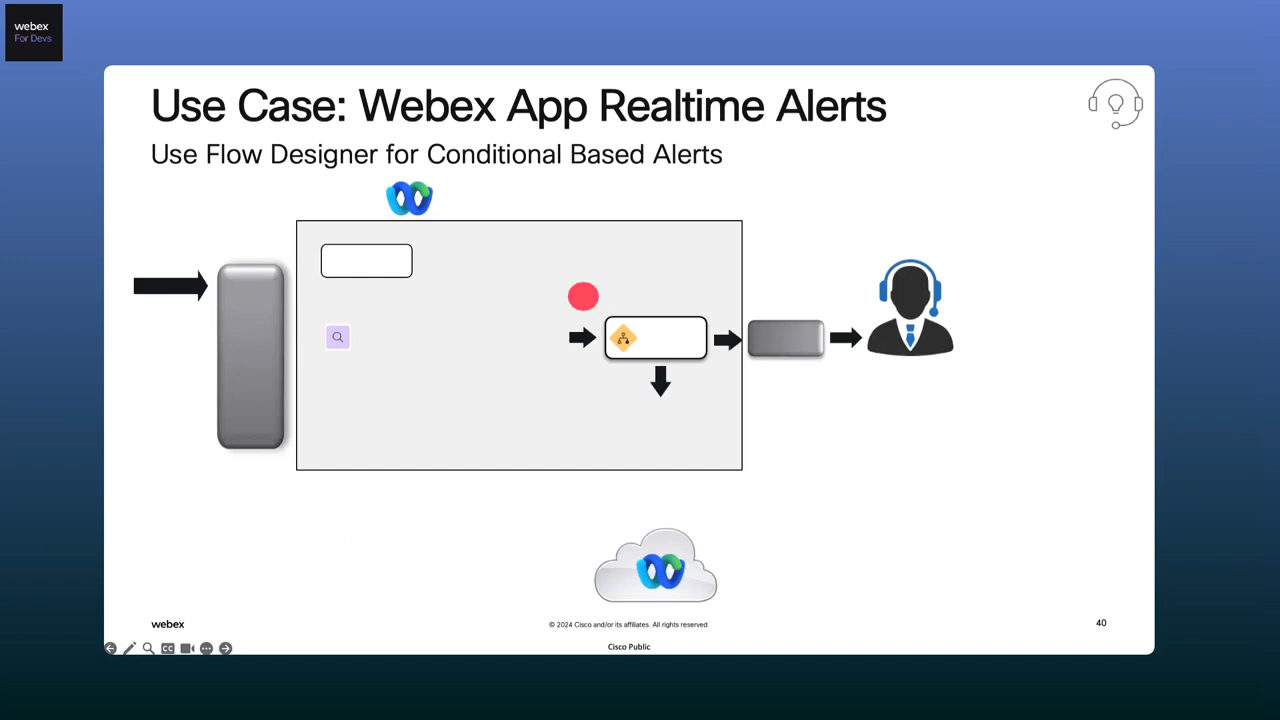 webex
For Devs
Use Case: Webex App Realtime Alerts
Use Flow Designer for Conditional Based Alerts
webex
© 2024 Cisco and/or its affiliates. All rights reserved
40
CC
Cisco Public